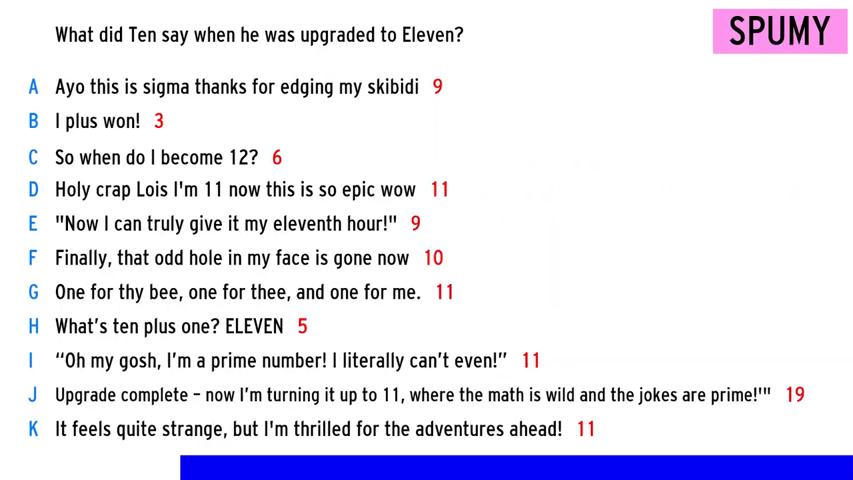 What did Ten say when he was upgraded to Eleven?
SPUMY
A Ayo this is sigma thanks for edging my skibidi 9
B I plus won! 3
C So when do I become 12? 6
D Holy crap Lois I'm 11 now this is so epic wow 11
E "Now I can truly give it my eleventh hour!" 9
F Finally, that odd hole in my face is gone now 10
G One for thy bee, one for thee, and one for me. 11
H What’s ten plus one? ELEVEN 5
I “Oh my gosh, I’m a prime number! I literally can’t even!” 11
J Upgrade complete – now I’m turning it up to 11, where the math is wild and the jokes are prime!'" 19
K It feels quite strange, but I'm thrilled for the adventures ahead! 11